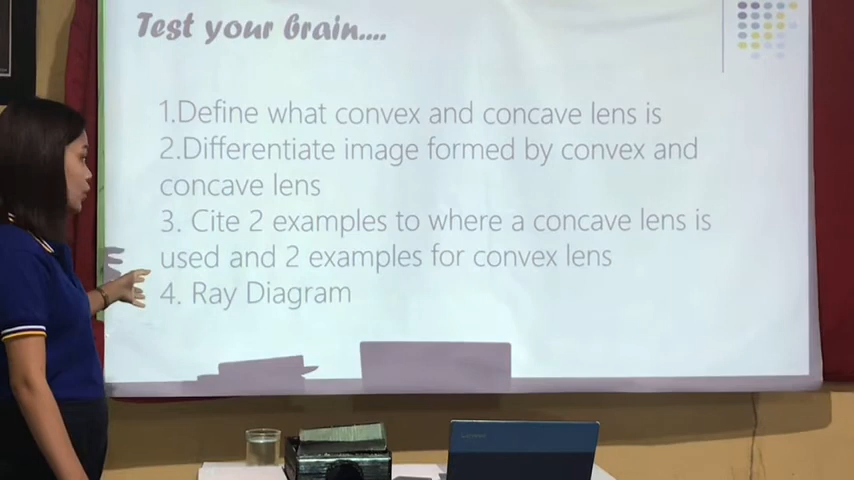 Test your brain....
1.Define what convex and concave lens is
2.Differentiate image formed by convex and
concave lens
3. Cite 2 examples to where a concave lens is
used and 2 examples for convex lens
4. Ray Diagram